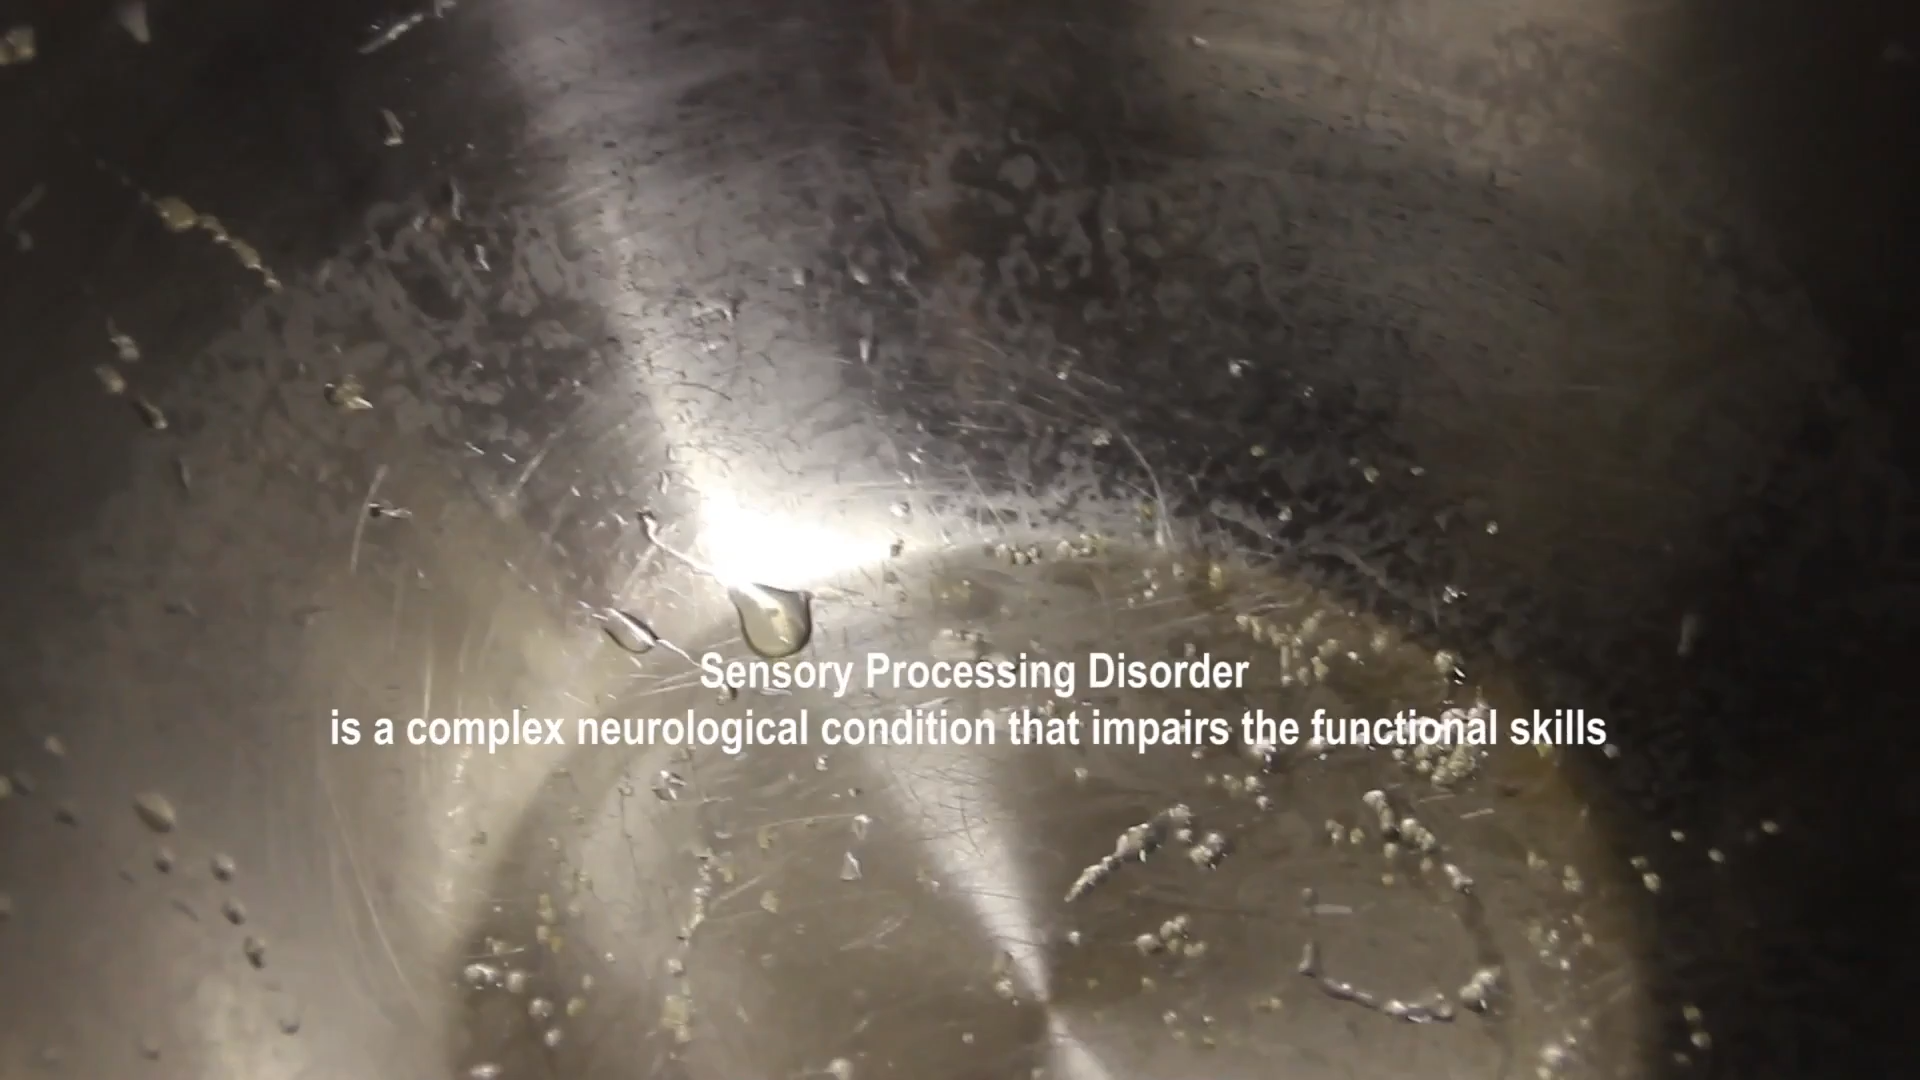 Sensory Processing Disorder
is a complex neurological condition that impairs the functional skills